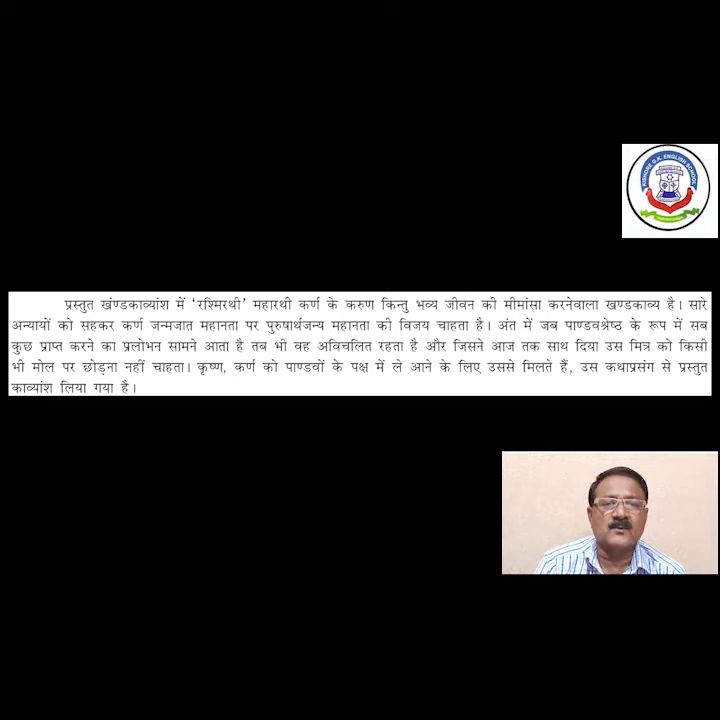 KISHORE G.K. ENGLISH SCHOOL
प्रस्तुत खंण्डकाव्यांश में ‘रश्मिरथी’ महारथी कर्ण के करुण किन्तु भव्य जीवन की मीमांसा करनेवाला खण्डकाव्य है। सारे
अन्यायों को सहकर कर्ण जन्मजात महानता पर पुरुषार्थजन्य महानता की विजय चाहता है। अंत में जब पाण्डवश्रेष्ठ के रूप में सब
कुछ प्राप्त करने का प्रलोभन सामने आता है तब भी वह अविचलित रहता है और जिसने आज तक साथ दिया उस मित्र को किसी
भी मोल पर छोड़ना नहीं चाहता। कृष्ण, कर्ण को पाण्डवों के पक्ष में ले आने के लिए उससे मिलते हैं, उस कथाप्रसंग से प्रस्तुत
काव्यांश लिया गया है।